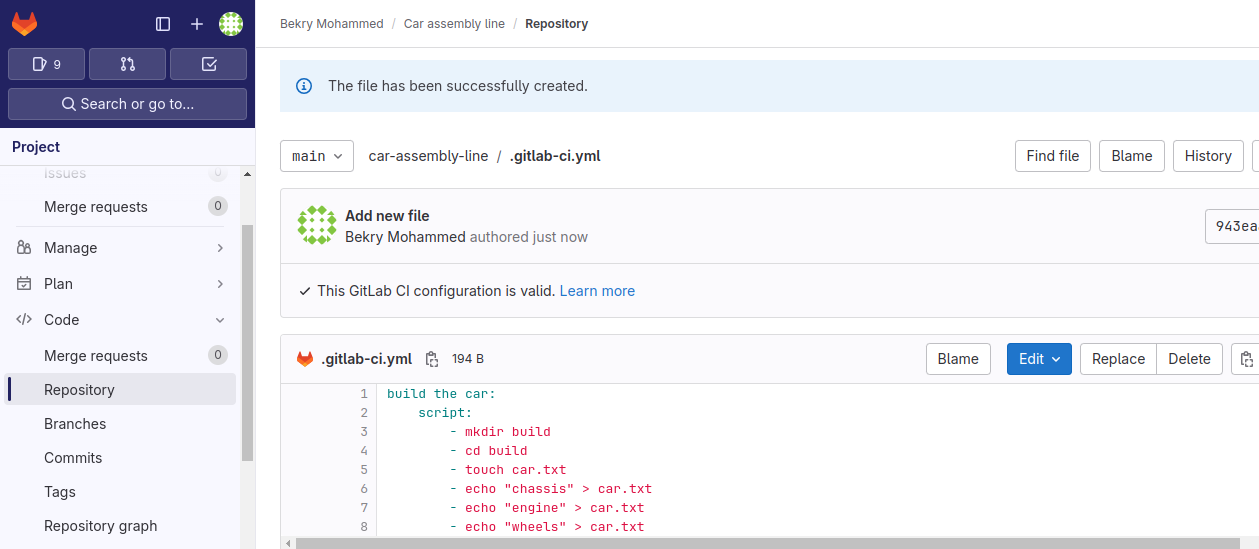 Bekry Mohammed / Car assembly line / Repository
9
Search or go to...
Project
Issues 0
Merge requests 0
Manage
Plan
Code
Merge requests 0
Repository
Branches
Commits
Tags
Repository graph
The file has been successfully created.
main car-assembly-line / .gitlab-ci.yml Find file Blame History
Add new file
Bekry Mohammed authored just now
943ea
This GitLab CI configuration is valid. Learn more
.gitlab-ci.yml 194 B Blame Edit Replace Delete
1 build the car:
2 script:
3 - mkdir build
4 - cd build
5 - touch car.txt
6 - echo "chassis" > car.txt
7 - echo "engine" > car.txt
8 - echo "wheels" > car.txt